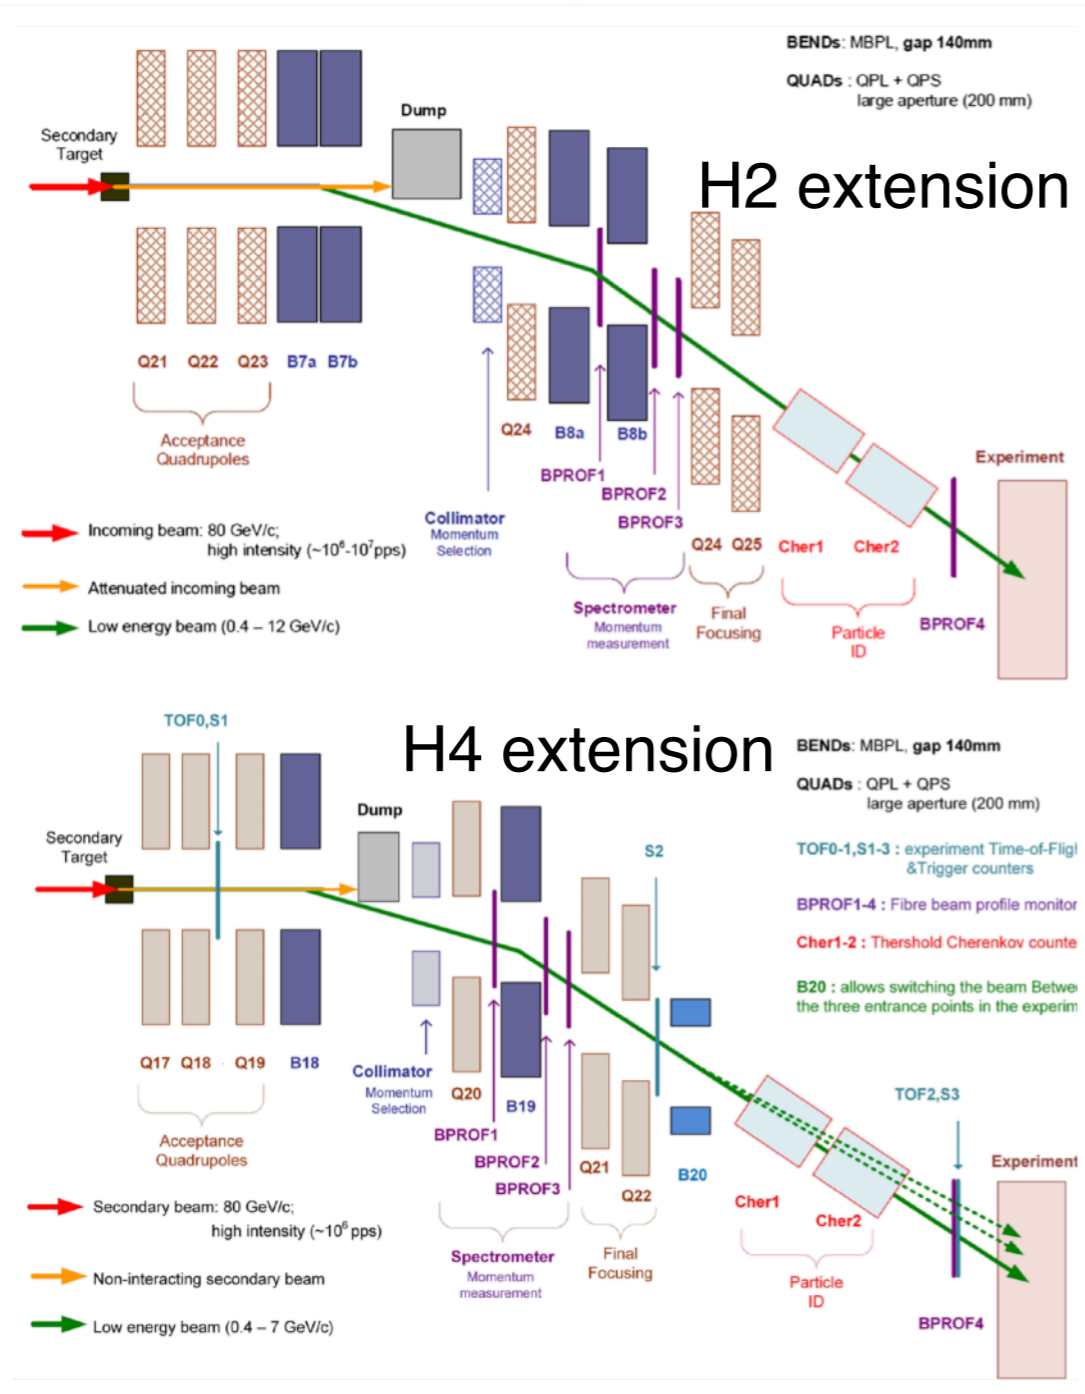 BENDs: MBPL, gap 140mm
QUADs : QPL + QPS
large aperture (200 mm)
Dump
Secondary
Target
H2 extension
Q21
Q22
Q23
B7a
B7b
Acceptance
Quadrupoles
Q24
B8a
B8b
BPROF1
BPROF2
BPROF3
Collimator
Momentum
Selection
Experiment
Incoming beam: 80 GeV/c;
high intensity (~10⁶-10⁷pps)
Attenuated incoming beam
Low energy beam (0.4 – 12 GeV/c)
Q24
Q25
Cher1
Cher2
Spectrometer
Momentum
measurement
Final
Focusing
Particle
ID
BPROF4
TOF0,S1
H4 extension
BENDs: MBPL, gap 140mm
QUADs : QPL + QPS
large aperture (200 mm)
Dump
Secondary
Target
S2
TOF0-1,S1-3 : experiment Time-of-Fligh
&Trigger counters
BPROF1-4 : Fibre beam profile monitor
Cher1-2 : Thershold Cherenkov counte
B20 : allows switching the beam Betwe
the three entrance points in the experim
Q17
Q18
Q19
B18
Acceptance
Quadrupoles
Collimator
Momentum
Selection
Q20
B19
BPROF1
BPROF2
BPROF3
Q21
Q22
B20
TOF2,S3
Experiment
Cher1
Cher2
Secondary beam: 80 GeV/c;
high intensity (~10⁶ pps)
Non-interacting secondary beam
Low energy beam (0.4 – 7 GeV/c)
Spectrometer
Momentum
measurement
Final
Focusing
Particle
ID
BPROF4